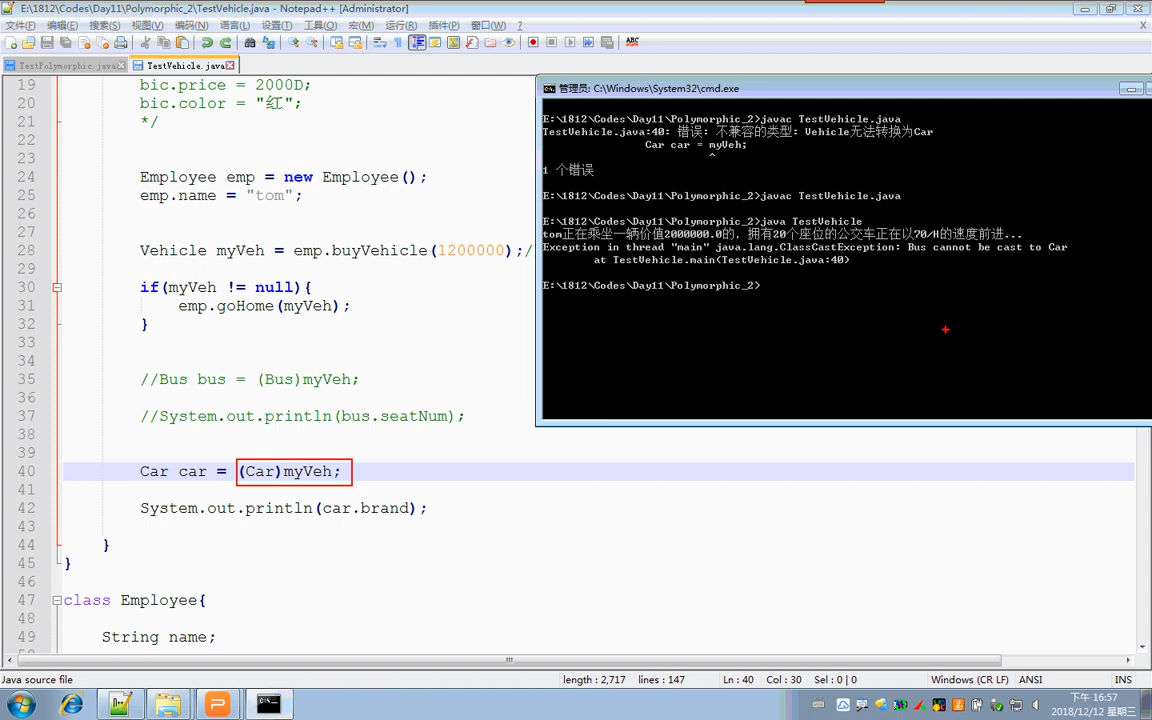 E:\1812\Codes\Day11\Polymorphic_2\TestVehicle.java - Notepad++ [Administrator]
文件(F) 编辑(E) 搜索(S) 视图(V) 编码(N) 语言(L) 设置(T) 工具(O) 宏(M) 运行(R) 插件(P) 窗口(W) ? X
TestPolymorphic.java TestVehicle.java
19 bic.price = 2000D;
20 bic.color = "红";
21 */
22
23
24 Employee emp = new Employee();
25 emp.name = "tom";
26
27
28 Vehicle myVeh = emp.buyVehicle(1200000);/
29
30 if(myVeh != null){
31 emp.goHome(myVeh);
32 }
33
34
35 //Bus bus = (Bus)myVeh;
36
37 //System.out.println(bus.seatNum);
38
39
40 Car car = (Car)myVeh;
41
42 System.out.println(car.brand);
43
44 }
45 }
46
47 class Employee{
48
49 String name;
管理员: C:\Windows\System32\cmd.exe
E:\1812\Codes\Day11\Polymorphic_2>javac TestVehicle.java
TestVehicle.java:40: 错误: 不兼容的类型: Vehicle无法转换为Car
Car car = myVeh;
^
1 个错误
E:\1812\Codes\Day11\Polymorphic_2>javac TestVehicle.java
E:\1812\Codes\Day11\Polymorphic_2>java TestVehicle
tom正在乘坐一辆价值2000000.0的，拥有20个座位的公交车正在以70/H的速度前进...
Exception in thread "main" java.lang.ClassCastException: Bus cannot be cast to Car
at TestVehicle.main(TestVehicle.java:40)
E:\1812\Codes\Day11\Polymorphic_2>
Java source file length : 2,717 lines : 147 Ln : 40 Col : 30 Sel : 0 | 0 Windows (CR LF) ANSI INS
下午 16:57
2018/12/12 星期三